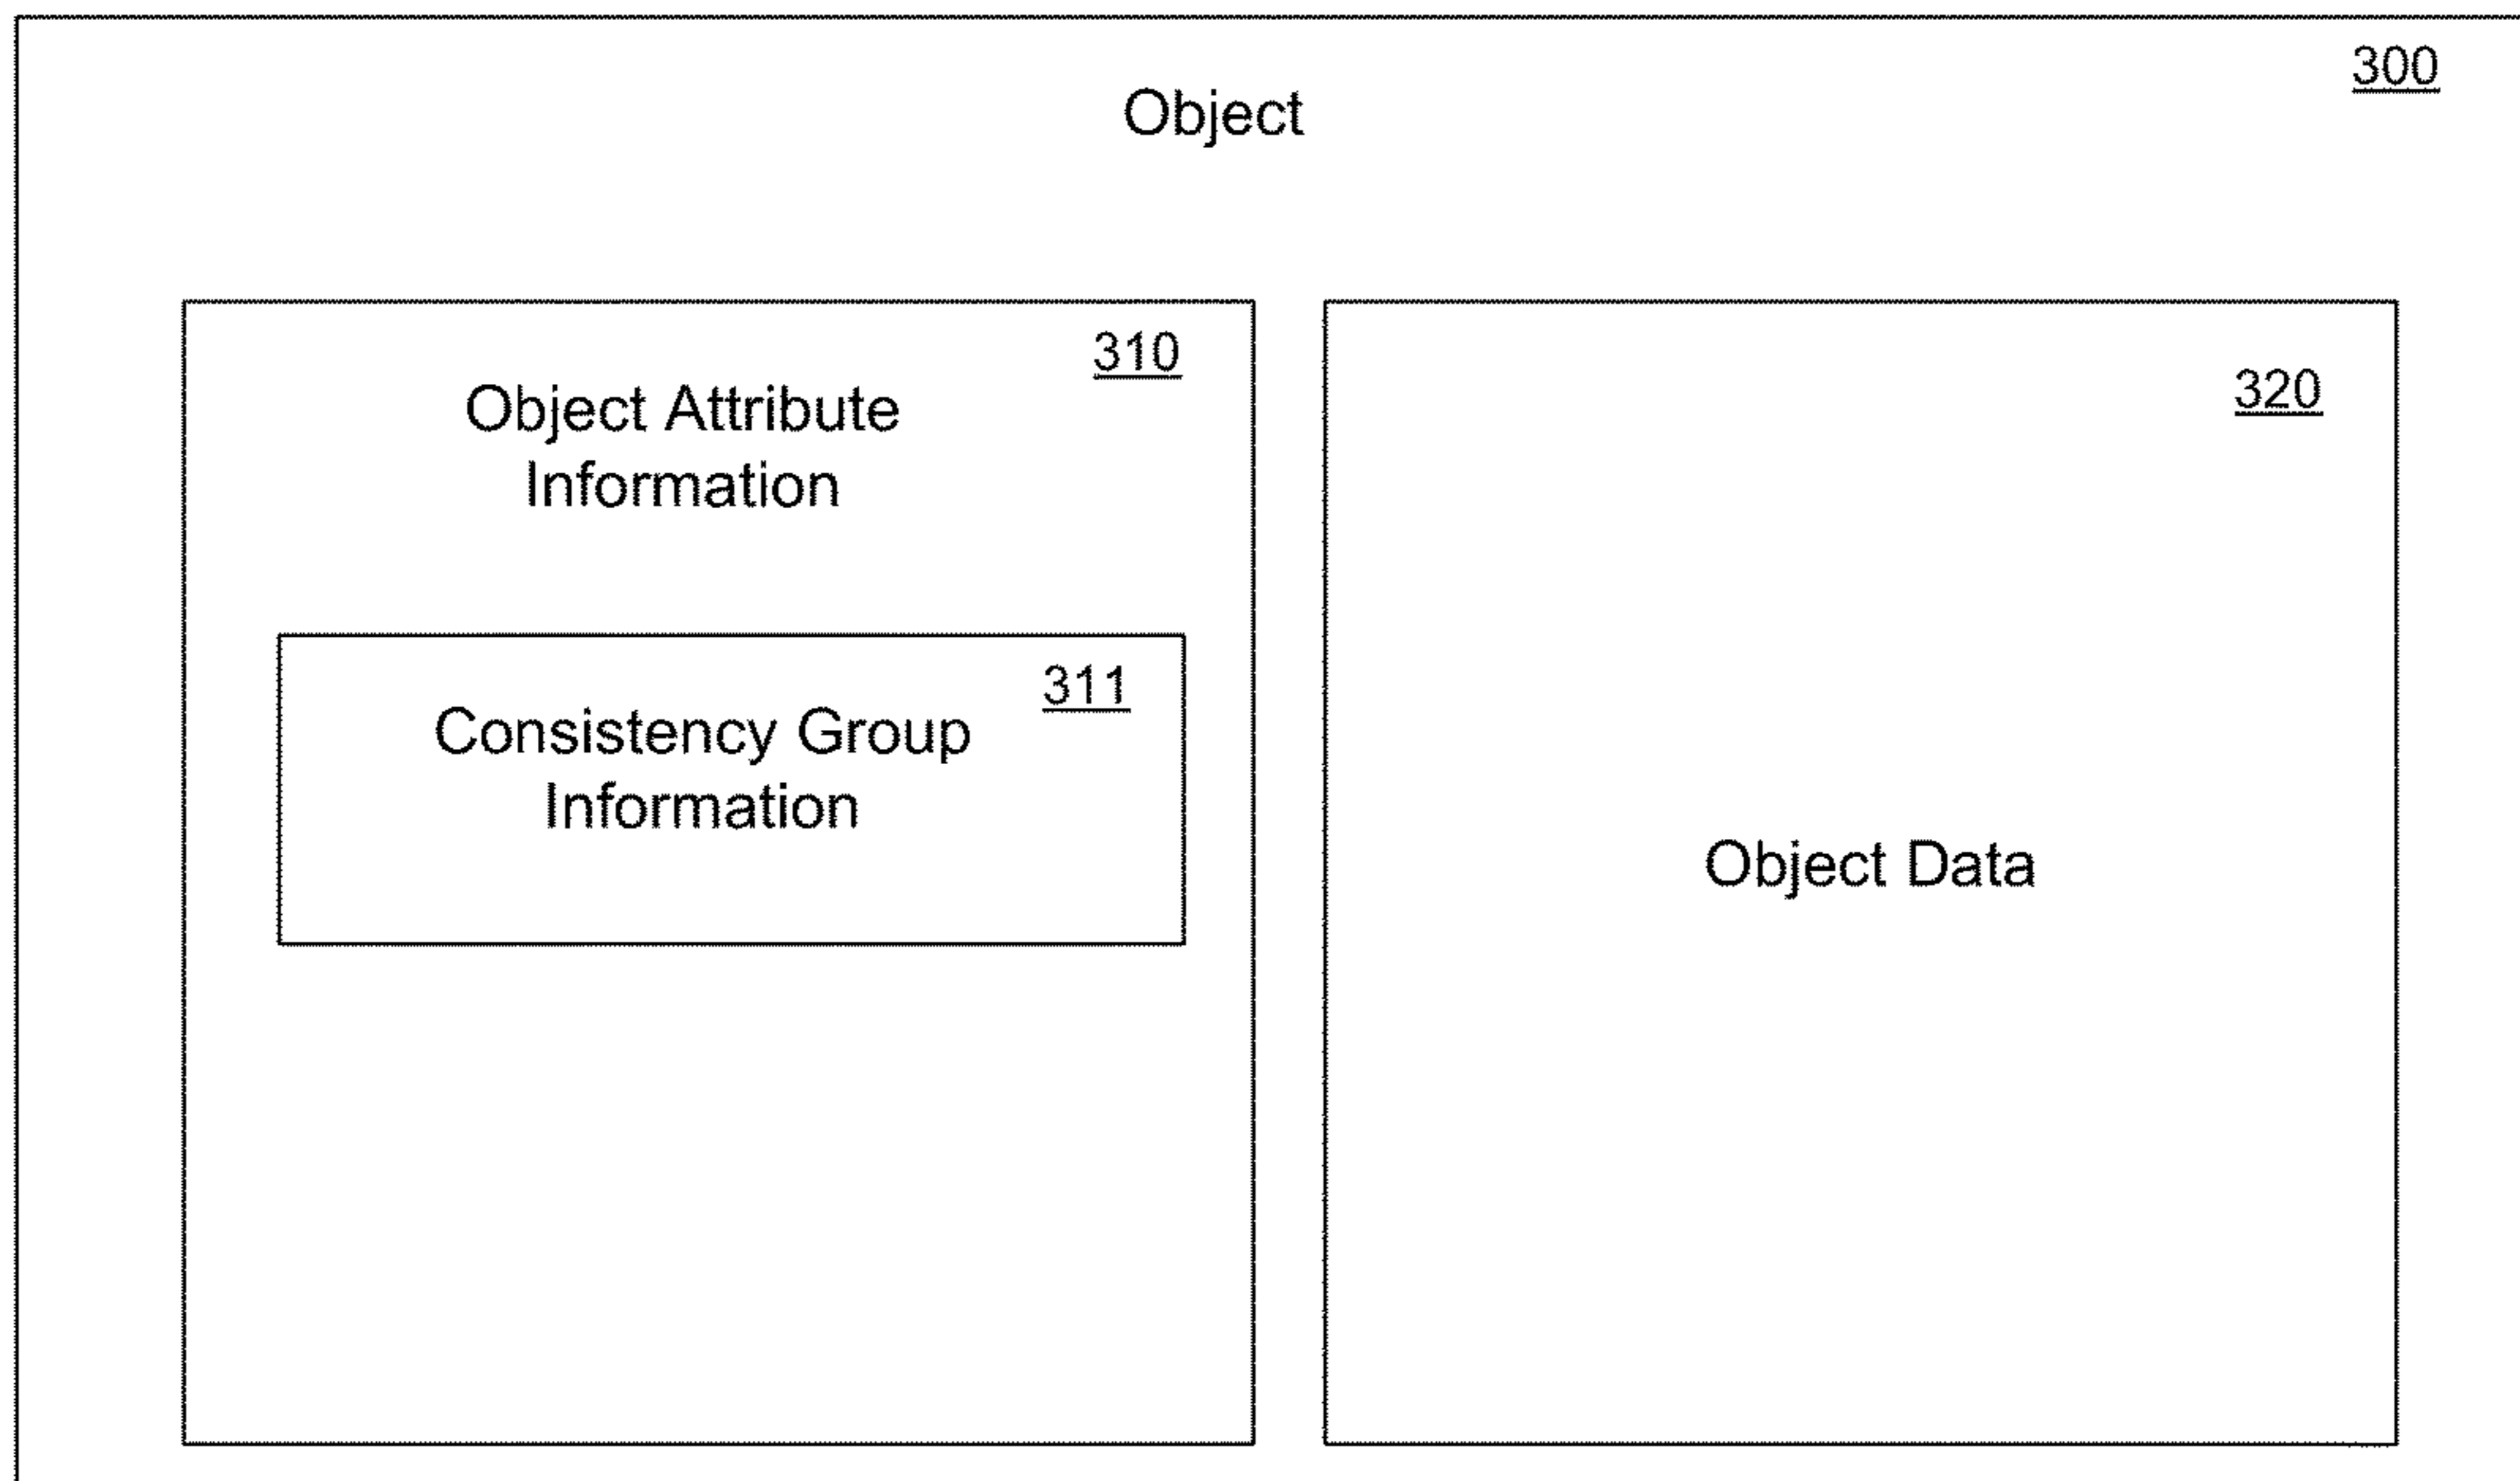 300
Object
310
Object Attribute
Information
311
Consistency Group
Information
320
Object Data